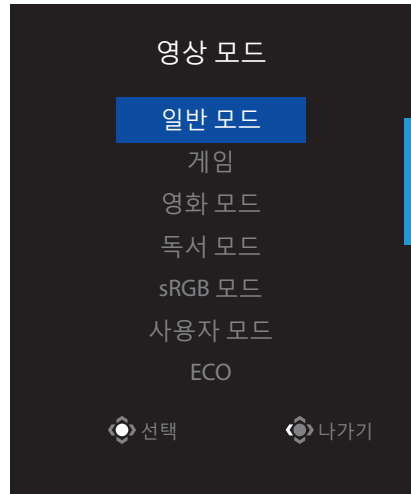 영상 모드
일반 모드
게임
영화 모드
독서 모드
sRGB 모드
사용자 모드
ECO
선택 나가기